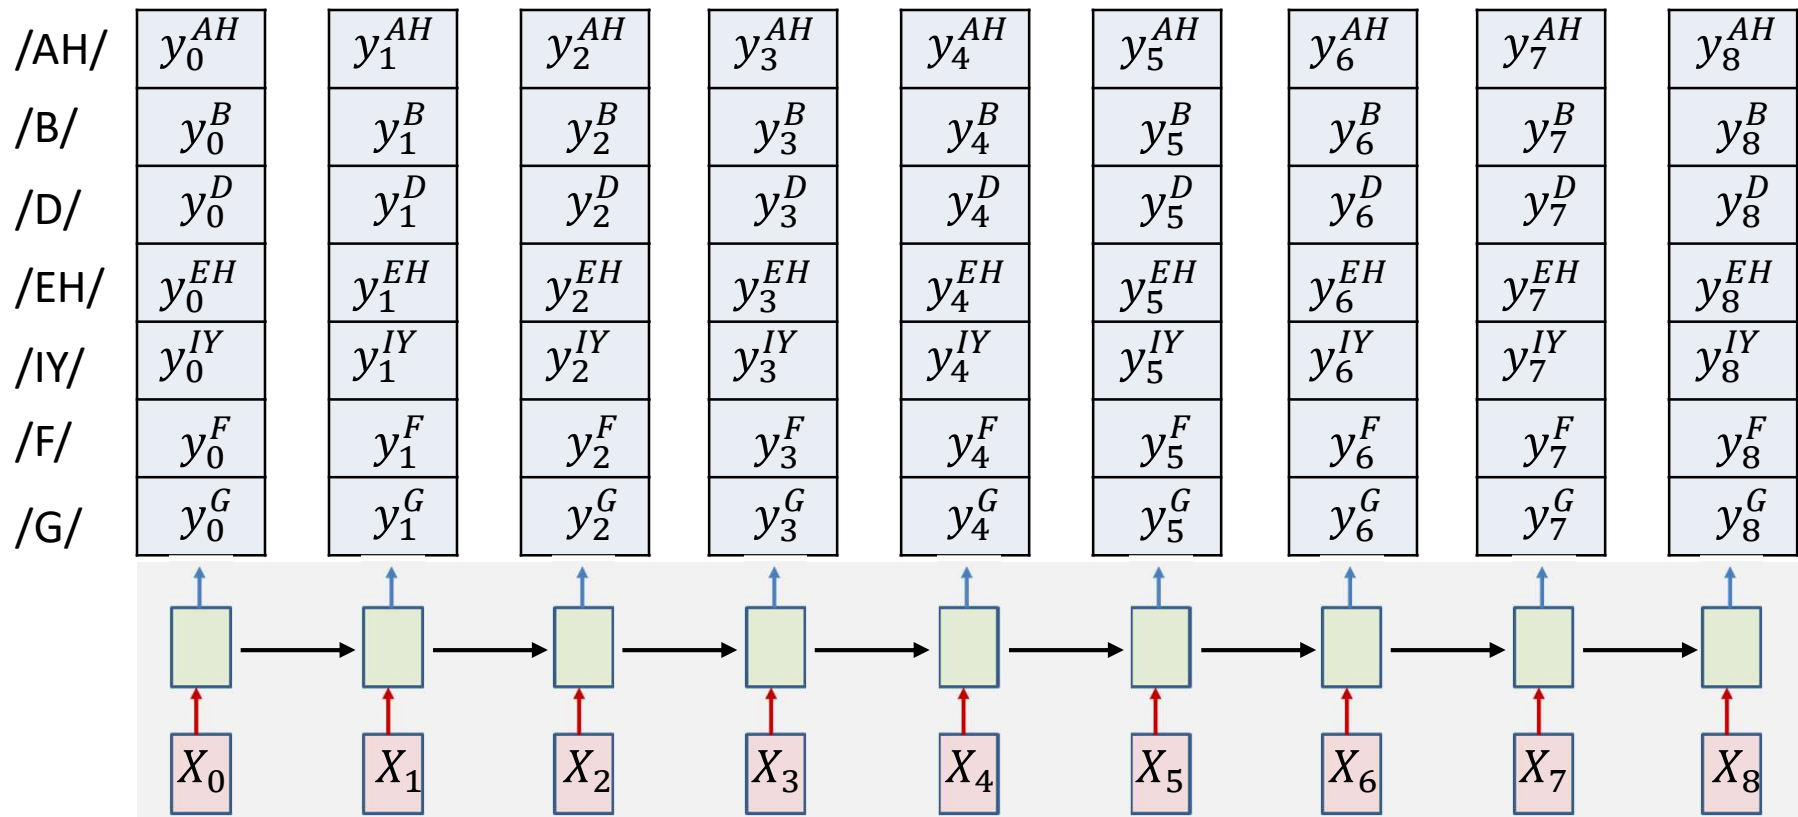 /AH/ y_0^{AH} y_1^{AH} y_2^{AH} y_3^{AH} y_4^{AH} y_5^{AH} y_6^{AH} y_7^{AH} y_8^{AH}
/B/ y_0^B y_1^B y_2^B y_3^B y_4^B y_5^B y_6^B y_7^B y_8^B
/D/ y_0^D y_1^D y_2^D y_3^D y_4^D y_5^D y_6^D y_7^D y_8^D
/EH/ y_0^{EH} y_1^{EH} y_2^{EH} y_3^{EH} y_4^{EH} y_5^{EH} y_6^{EH} y_7^{EH} y_8^{EH}
/IY/ y_0^{IY} y_1^{IY} y_2^{IY} y_3^{IY} y_4^{IY} y_5^{IY} y_6^{IY} y_7^{IY} y_8^{IY}
/F/ y_0^F y_1^F y_2^F y_3^F y_4^F y_5^F y_6^F y_7^F y_8^F
/G/ y_0^G y_1^G y_2^G y_3^G y_4^G y_5^G y_6^G y_7^G y_8^G
X_0 X_1 X_2 X_3 X_4 X_5 X_6 X_7 X_8